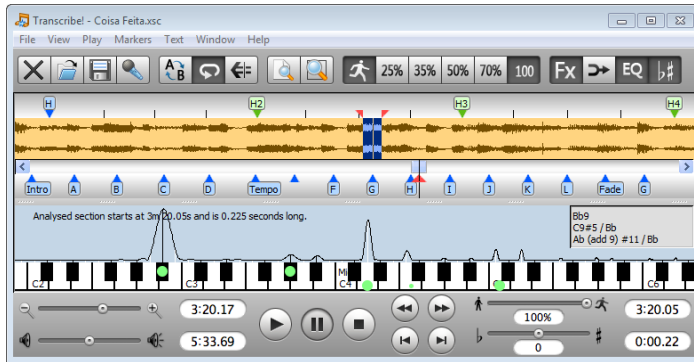 Transcribe! - Coisa Feita.xsc
File View Play Markers Text Window Help
A B 25% 35% 50% 70% 100 Fx EQ
H H2 H3 H4
Intro A B C D Tempo F G H I J K L Fade G
Analysed section starts at 3m 20.05s and is 0.225 seconds long.
Bb9
C9#5 / Bb
Ab (add 9) #11 / Bb
C2 C3 Mi C4 C6
3:20.17 100% 3:20.05
5:33.69 0 0:00.22